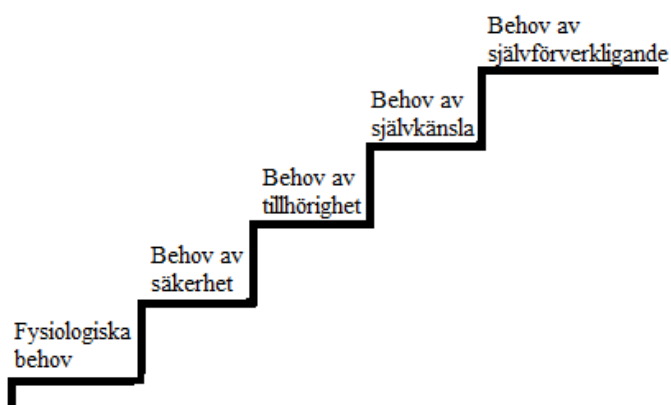 Behov av
självförverkligande
Behov av
självkänsla
Behov av
tillhörighet
Behov av
säkerhet
Fysiologiska
behov